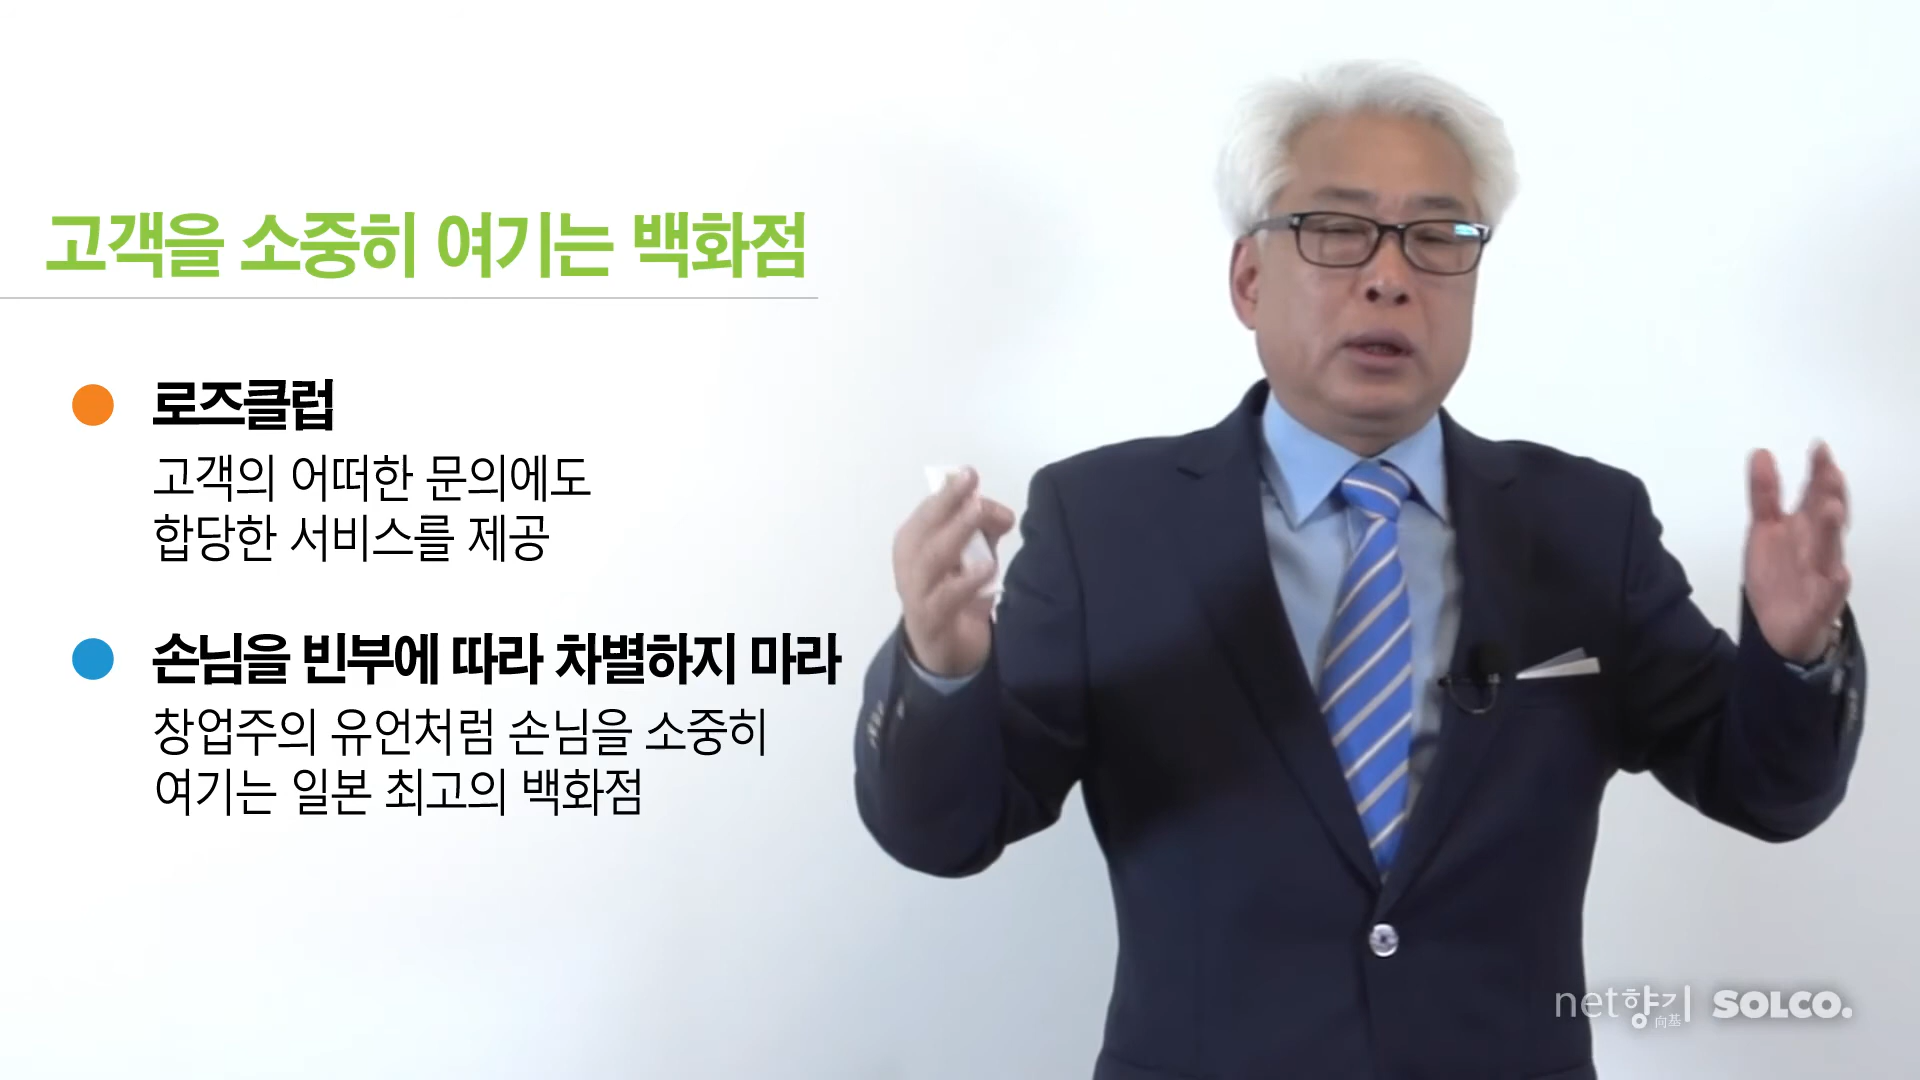 고객을 소중히 여기는 백화점
로즈클럽
고객의 어떠한 문의에도
합당한 서비스를 제공
손님을 빈부에 따라 차별하지 마라
창업주의 유언처럼 손님을 소중히
여기는 일본 최고의 백화점
net향기 SOLCO.
向基